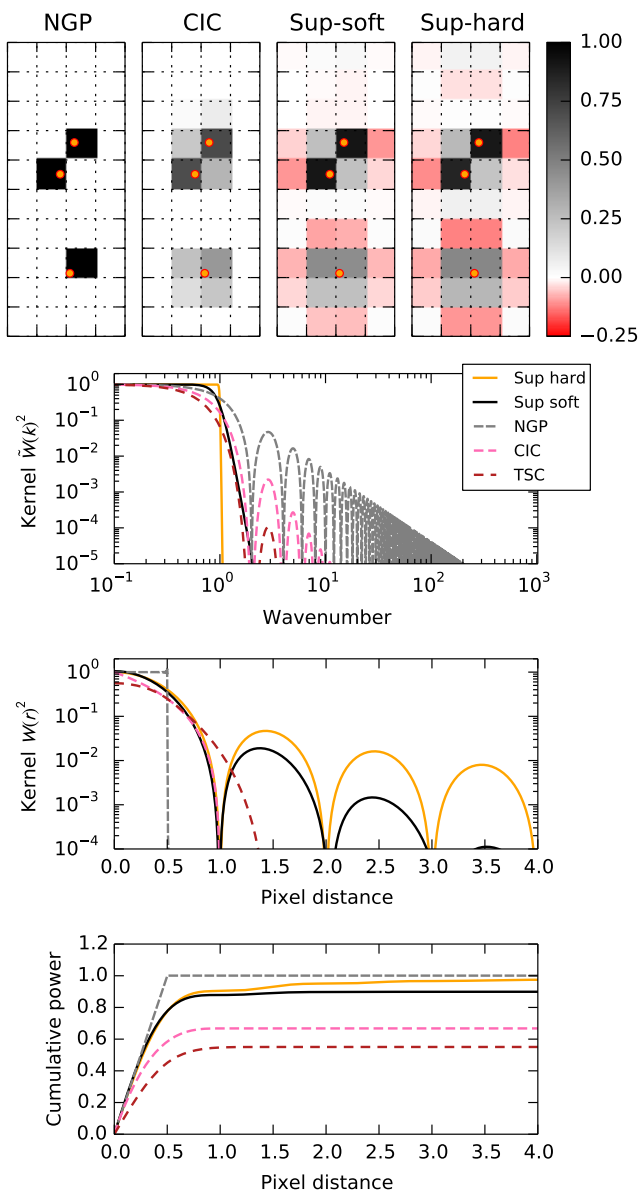 NGP CIC Sup-soft Sup-hard
1.00
0.75
0.50
0.25
0.00
−0.25
Kernel W̃(k)²
10⁰
10⁻¹
10⁻²
10⁻³
10⁻⁴
10⁻⁵
Sup hard
Sup soft
NGP
CIC
TSC
10⁻¹ 10⁰ 10¹ 10² 10³
Wavenumber
Kernel W(r)²
10⁰
10⁻¹
10⁻²
10⁻³
10⁻⁴
0.0 0.5 1.0 1.5 2.0 2.5 3.0 3.5 4.0
Pixel distance
Cumulative power
1.2
1.0
0.8
0.6
0.4
0.2
0.0
0.0 0.5 1.0 1.5 2.0 2.5 3.0 3.5 4.0
Pixel distance